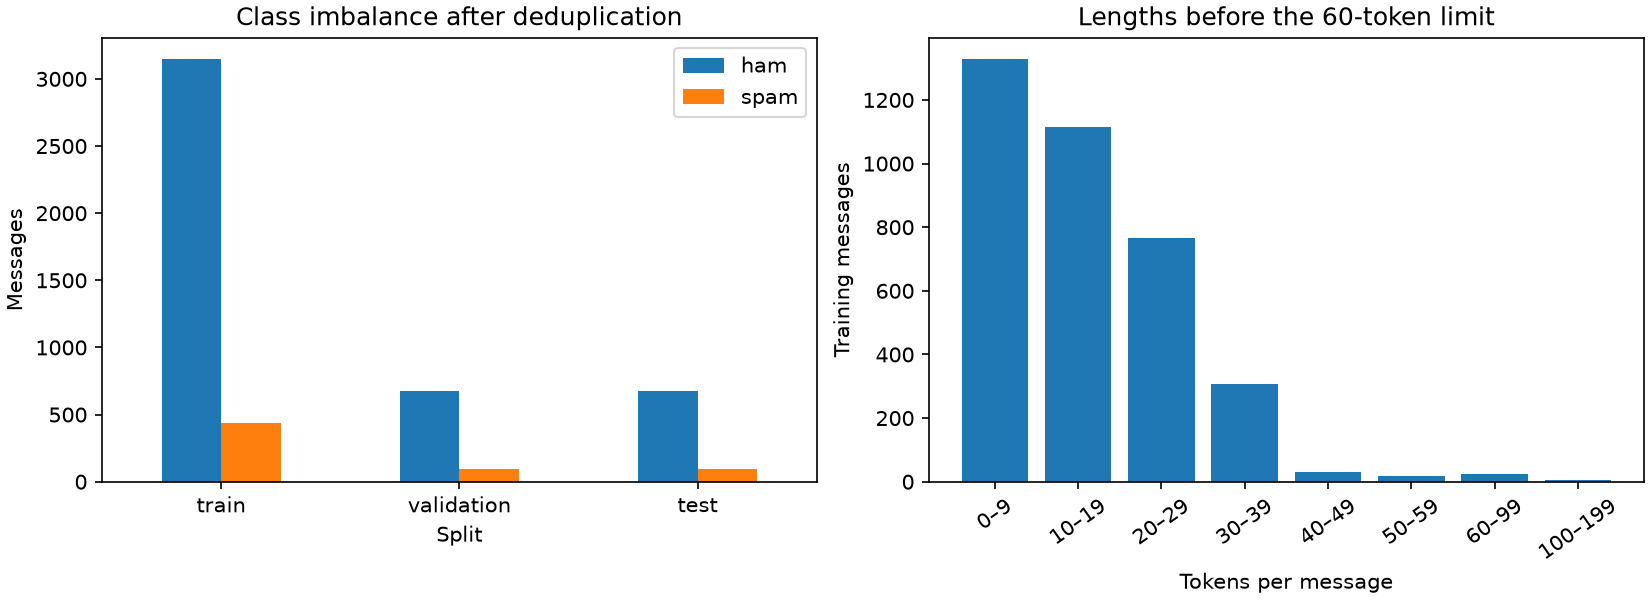 Class imbalance after deduplication
ham
spam
3000
2500
2000
1500
1000
500
0
Messages
train
validation
test
Split
Lengths before the 60-token limit
1200
1000
800
600
400
200
0
Training messages
0–9
10–19
20–29
30–39
40–49
50–59
60–99
100–199
Tokens per message